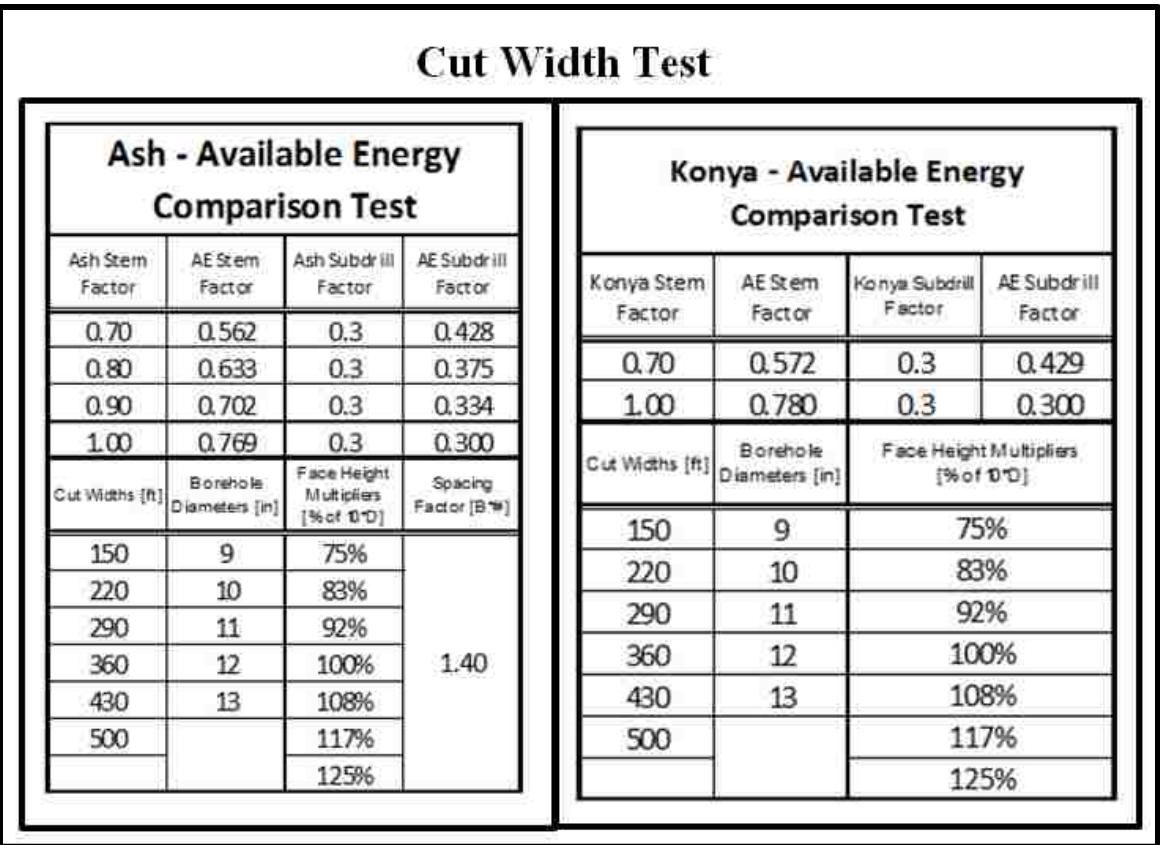 Cut Width Test
Ash - Available Energy
Comparison Test
Ash Stem Factor AE Stem Factor Ash Subdrill Factor AE Subdrill Factor
0.70 0.562 0.3 0.428
0.80 0.633 0.3 0.375
0.90 0.702 0.3 0.334
1.00 0.769 0.3 0.300
Cut Widths [ft] Borehole Diameters [in] Face Height Multipliers [% of 10*D] Spacing Factor [B*#]
150 9 75%
220 10 83%
290 11 92%
360 12 100% 1.40
430 13 108%
500 117%
125%
Konya - Available Energy
Comparison Test
Konya Stem Factor AE Stem Factor Konya Subdrill Factor AE Subdrill Factor
0.70 0.572 0.3 0.429
1.00 0.780 0.3 0.300
Cut Widths [ft] Borehole Diameters [in] Face Height Multipliers [% of 10*D]
150 9 75%
220 10 83%
290 11 92%
360 12 100%
430 13 108%
500 117%
125%